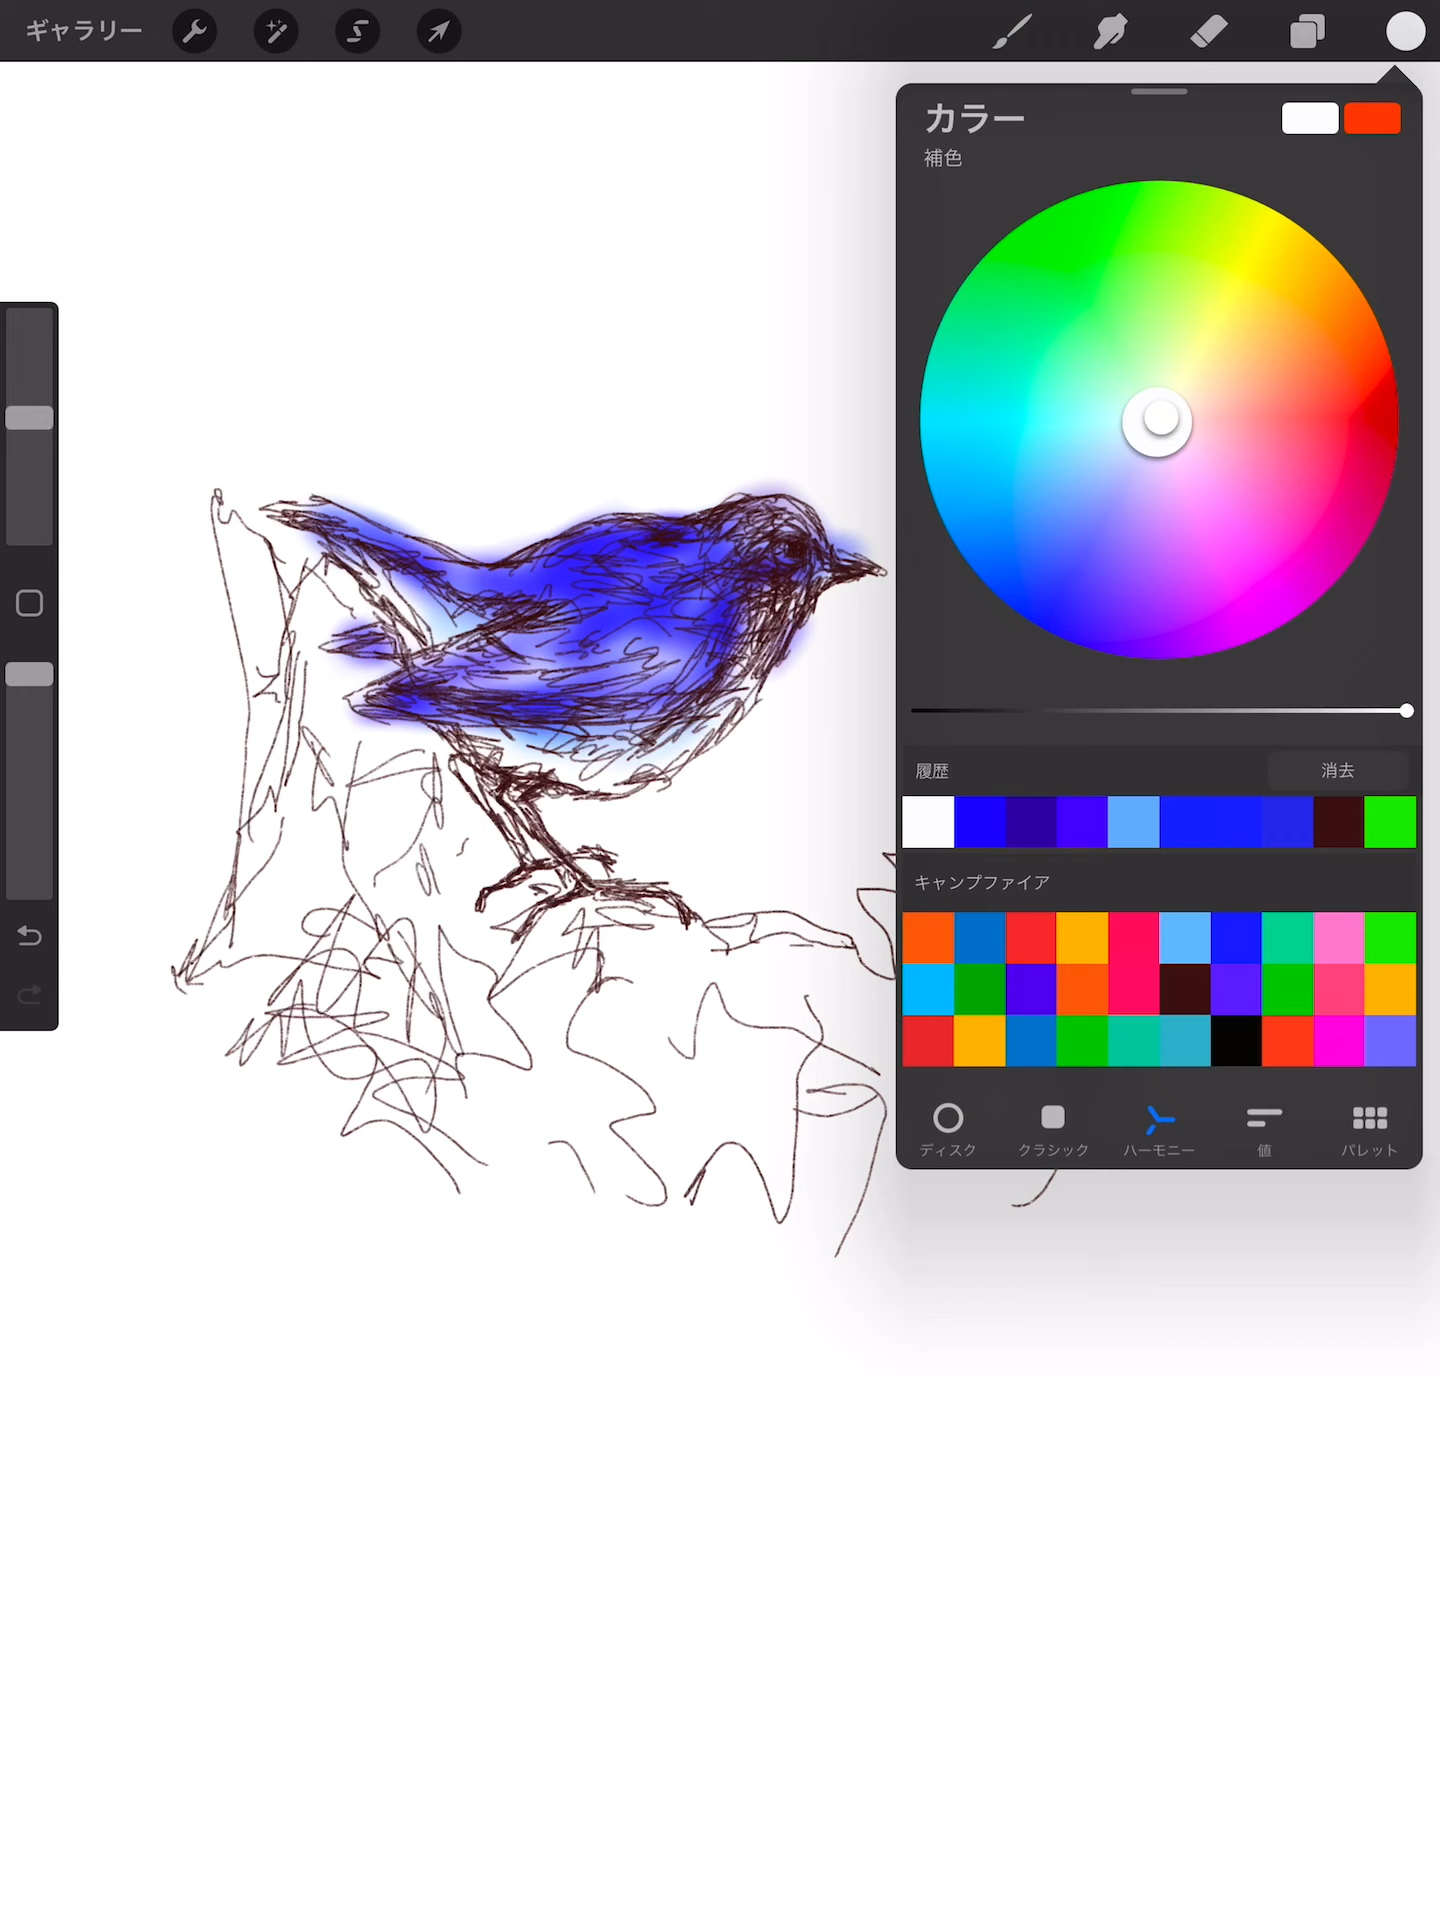 ギャラリー
カラー
補色
履歴
消去
キャンプファイア
ディスク
クラシック
ハーモニー
値
パレット